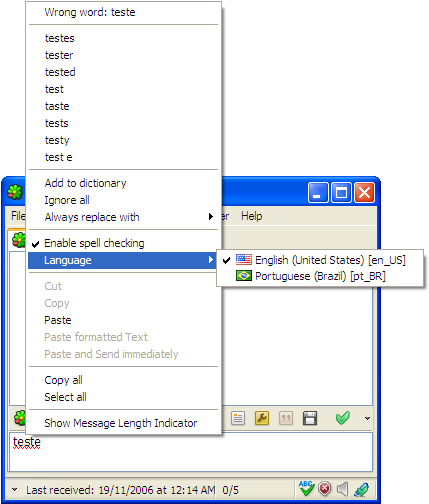 Wrong word: teste
testes
tester
tested
test
taste
tests
testy
test e
Add to dictionary
Ignore all
Always replace with
File
Help
Enable spell checking
Language
English (United States) [en_US]
Portuguese (Brazil) [pt_BR]
Cut
Copy
Paste
Paste formatted Text
Paste and Send immediately
Copy all
Select all
Show Message Length Indicator
teste
Last received: 19/11/2006 at 12:14 AM 0/5
ABC